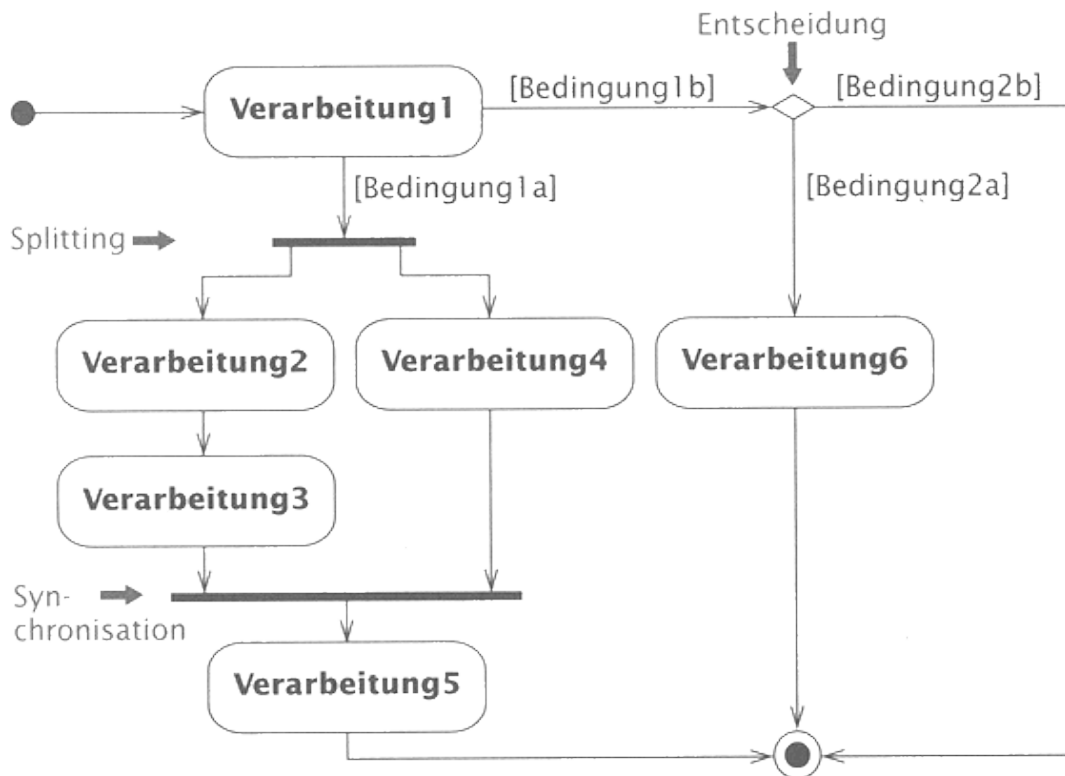 Entscheidung
Verarbeitung1
[Bedingung1b]
[Bedingung2b]
[Bedingung1a]
[Bedingung2a]
Splitting
Verarbeitung2
Verarbeitung4
Verarbeitung6
Verarbeitung3
Syn-
chronisation
Verarbeitung5